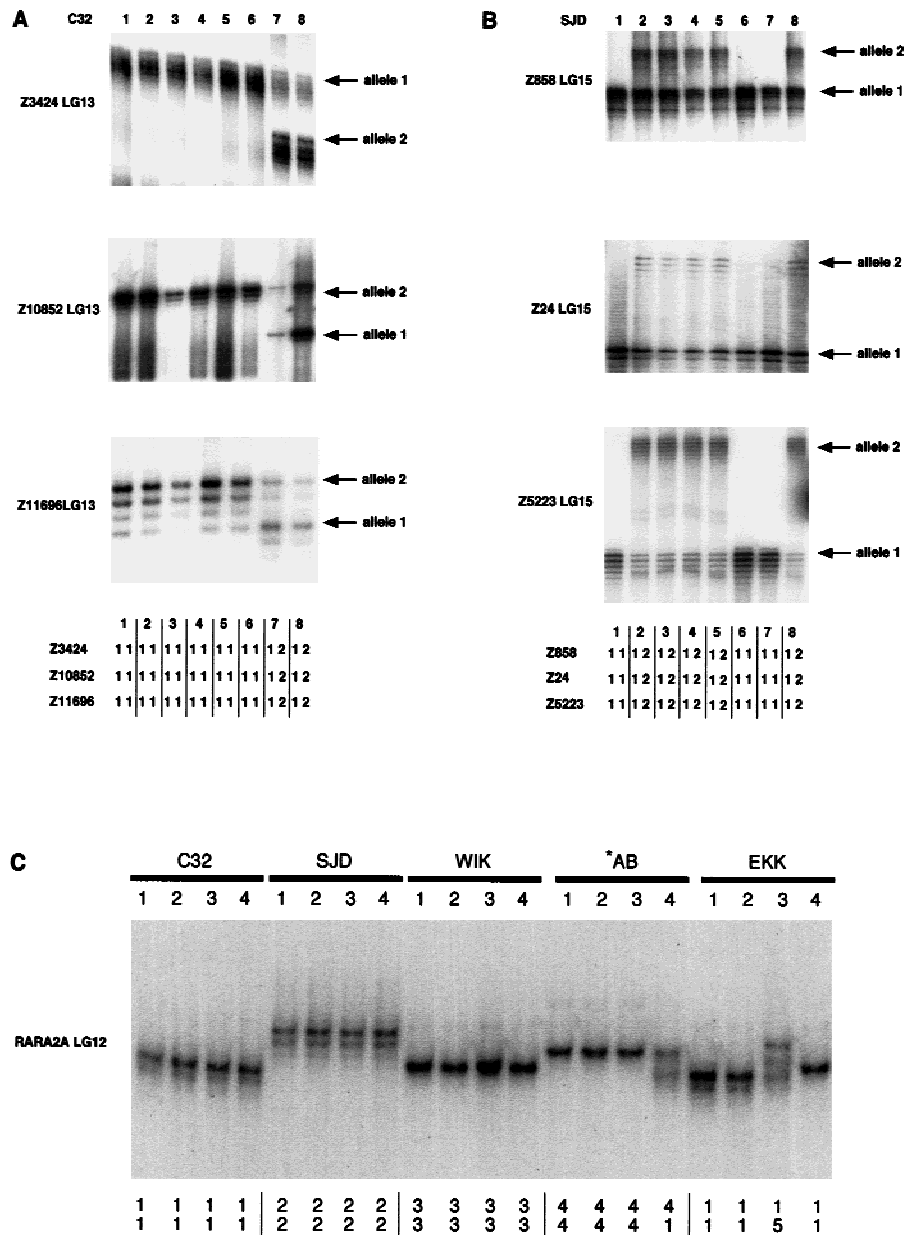 A
C32 1 2 3 4 5 6 7 8
Z3424 LG13
allele 1
allele 2
Z10852 LG13
allele 2
allele 1
Z11696LG13
allele 2
allele 1
1 2 3 4 5 6 7 8
Z3424 1 1 1 1 1 1 1 1 1 1 1 1 1 2 1 2
Z10852 1 1 1 1 1 1 1 1 1 1 1 1 1 2 1 2
Z11696 1 1 1 1 1 1 1 1 1 1 1 1 1 2 1 2
B
SJD 1 2 3 4 5 6 7 8
Z858 LG15
allele 2
allele 1
Z24 LG15
allele 2
allele 1
Z5223 LG15
allele 2
allele 1
1 2 3 4 5 6 7 8
Z858 1 1 1 2 1 2 1 2 1 2 1 1 1 1 1 2
Z24 1 1 1 2 1 2 1 2 1 2 1 1 1 1 1 2
Z5223 1 1 1 2 1 2 1 2 1 2 1 1 1 1 1 2
C
C32 SJD WIK *AB EKK
1 2 3 4 1 2 3 4 1 2 3 4 1 2 3 4 1 2 3 4
RARA2A LG12
1 1 1 1 2 2 2 2 3 3 3 3 4 4 4 4 1 1 1 1
1 1 1 1 2 2 2 2 3 3 3 3 4 4 4 1 1 1 5 1